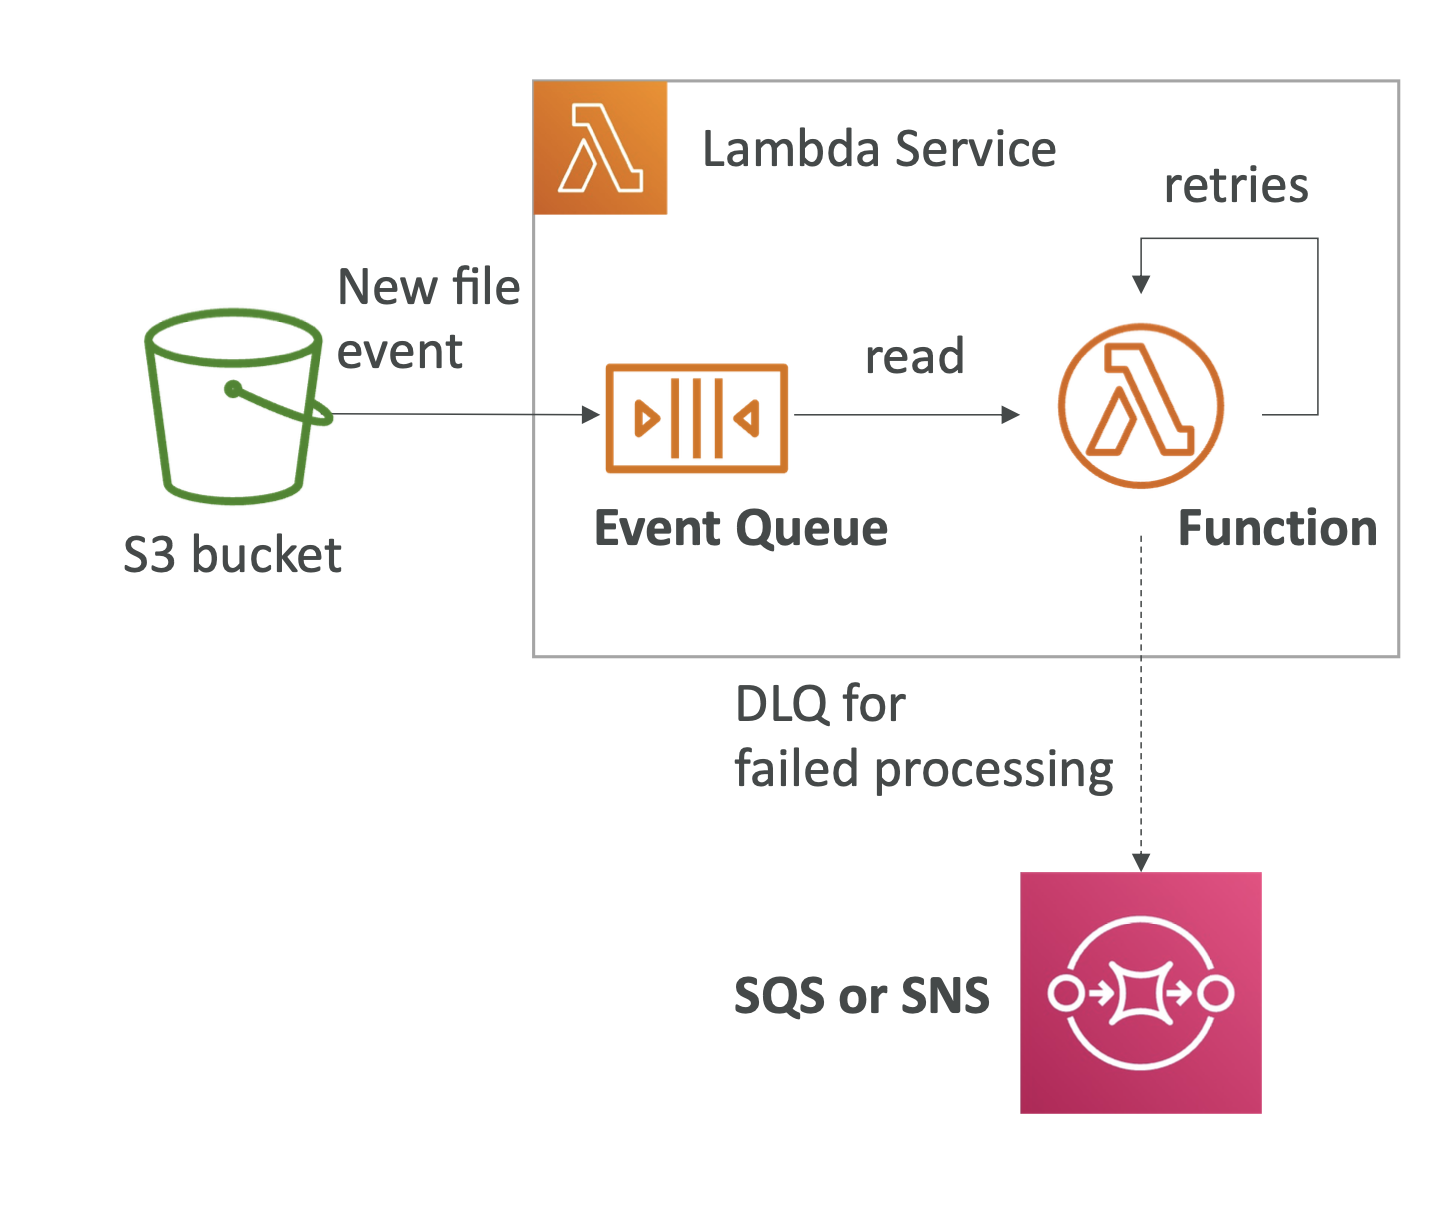 Lambda Service
retries
New file
event
read
Event Queue
Function
S3 bucket
DLQ for
failed processing
SQS or SNS